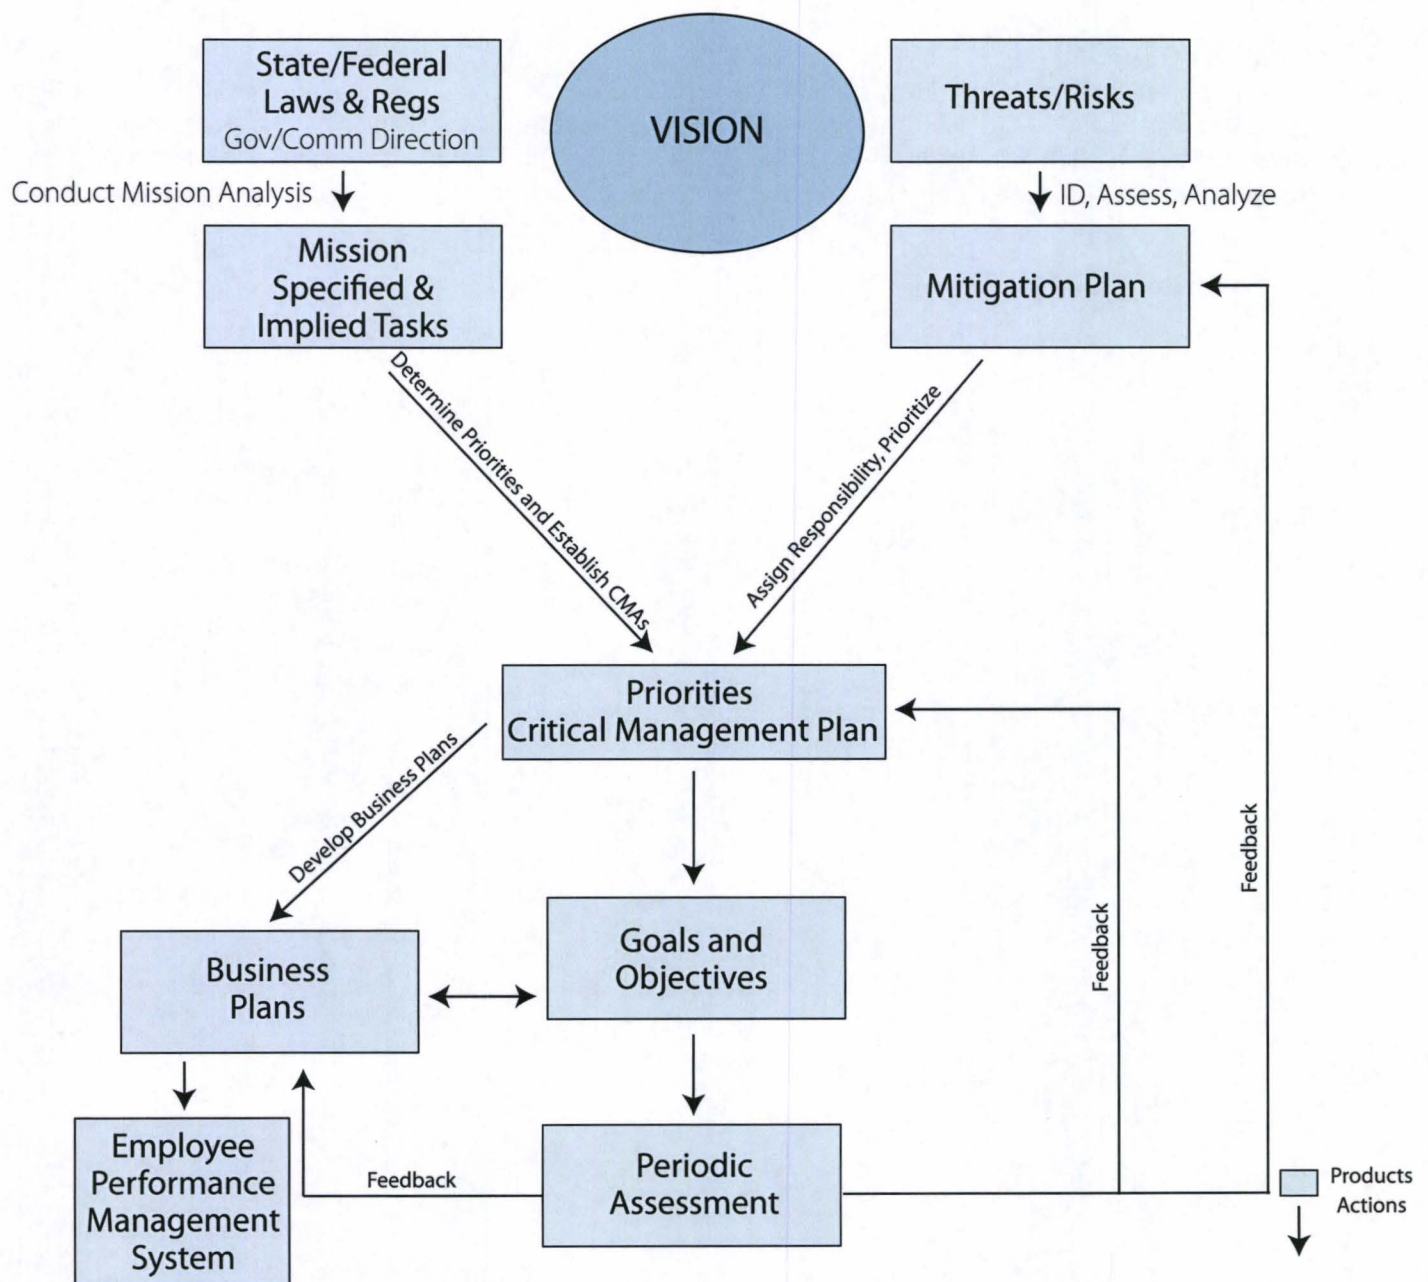 State/Federal
Laws & Regs
Gov/Comm Direction
VISION
Threats/Risks
Conduct Mission Analysis
ID, Assess, Analyze
Mission
Specified &
Implied Tasks
Mitigation Plan
Determine Priorities and Establish CMAs
Assign Responsibility, Prioritize
Priorities
Critical Management Plan
Develop Business Plans
Feedback
Feedback
Goals and
Objectives
Business
Plans
Employee
Performance
Management
System
Feedback
Periodic
Assessment
Products
Actions